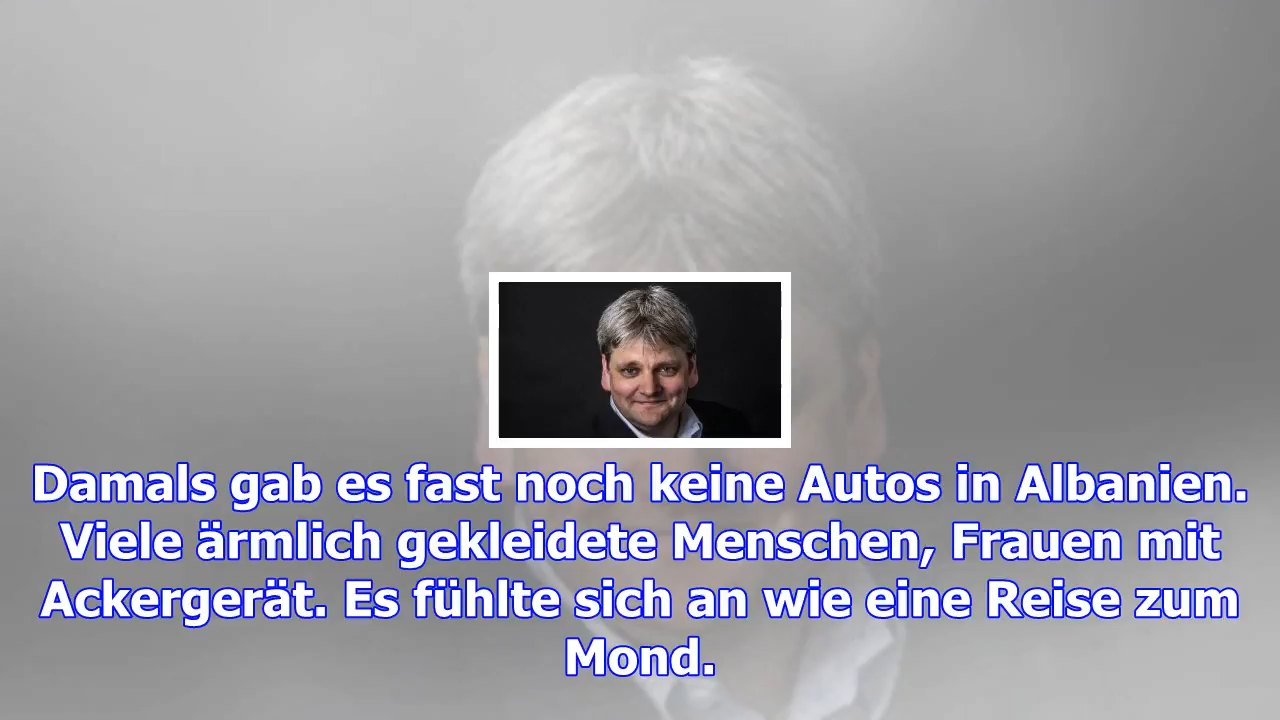 Damals gab es fast noch keine Autos in Albanien.
Viele ärmlich gekleidete Menschen, Frauen mit
Ackergerät. Es fühlte sich an wie eine Reise zum
Mond.